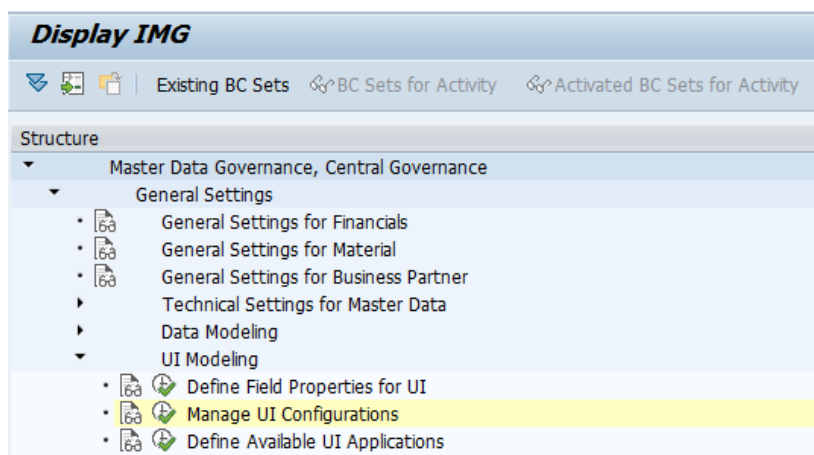 Display IMG
Existing BC Sets BC Sets for Activity Activated BC Sets for Activity
Structure
Master Data Governance, Central Governance
General Settings
General Settings for Financials
General Settings for Material
General Settings for Business Partner
Technical Settings for Master Data
Data Modeling
UI Modeling
Define Field Properties for UI
Manage UI Configurations
Define Available UI Applications